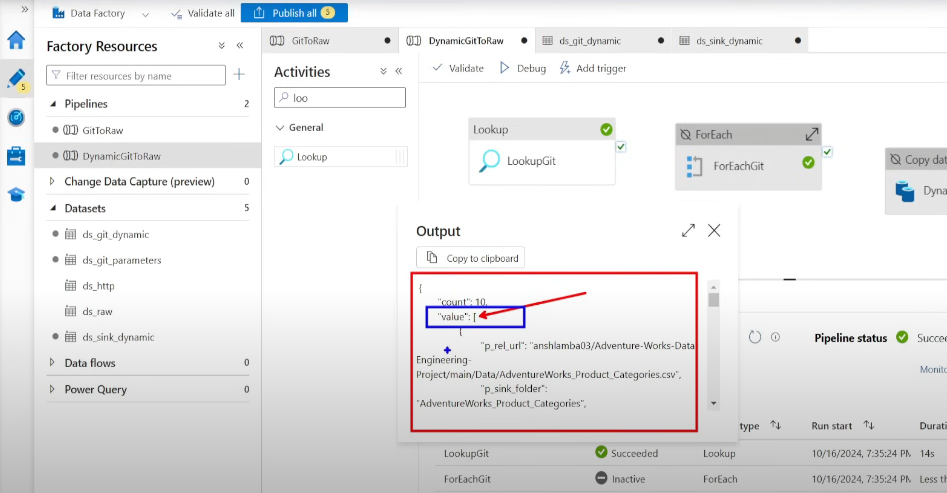 Data Factory
Validate all
Publish all 5
Factory Resources
Filter resources by name
Pipelines 2
GitToRaw
DynamicGitToRaw
Change Data Capture (preview) 0
Datasets 5
ds_git_dynamic
ds_git_parameters
ds_http
ds_raw
ds_sink_dynamic
Data flows 0
Power Query 0
5
GitToRaw
DynamicGitToRaw
ds_git_dynamic
ds_sink_dynamic
Activities
loo
General
Lookup
Validate
Debug
Add trigger
Lookup
LookupGit
ForEach
ForEachGit
Copy dat
Dyna
Output
Copy to clipboard
{
"count": 10,
"value": [
{
"p_rel_url": "anshlamba03/Adventure-Works-Data
Engineering-
Project/main/Data/AdventureWorks_Product_Categories.csv",
"p_sink_folder":
"AdventureWorks_Product_Categories",
Pipeline status Succee
Monito
type Run start Durati
LookupGit Succeeded Lookup 10/16/2024, 7:35:24 PM 14s
ForEachGit Inactive ForEach 10/16/2024, 7:35:24 PM Less th